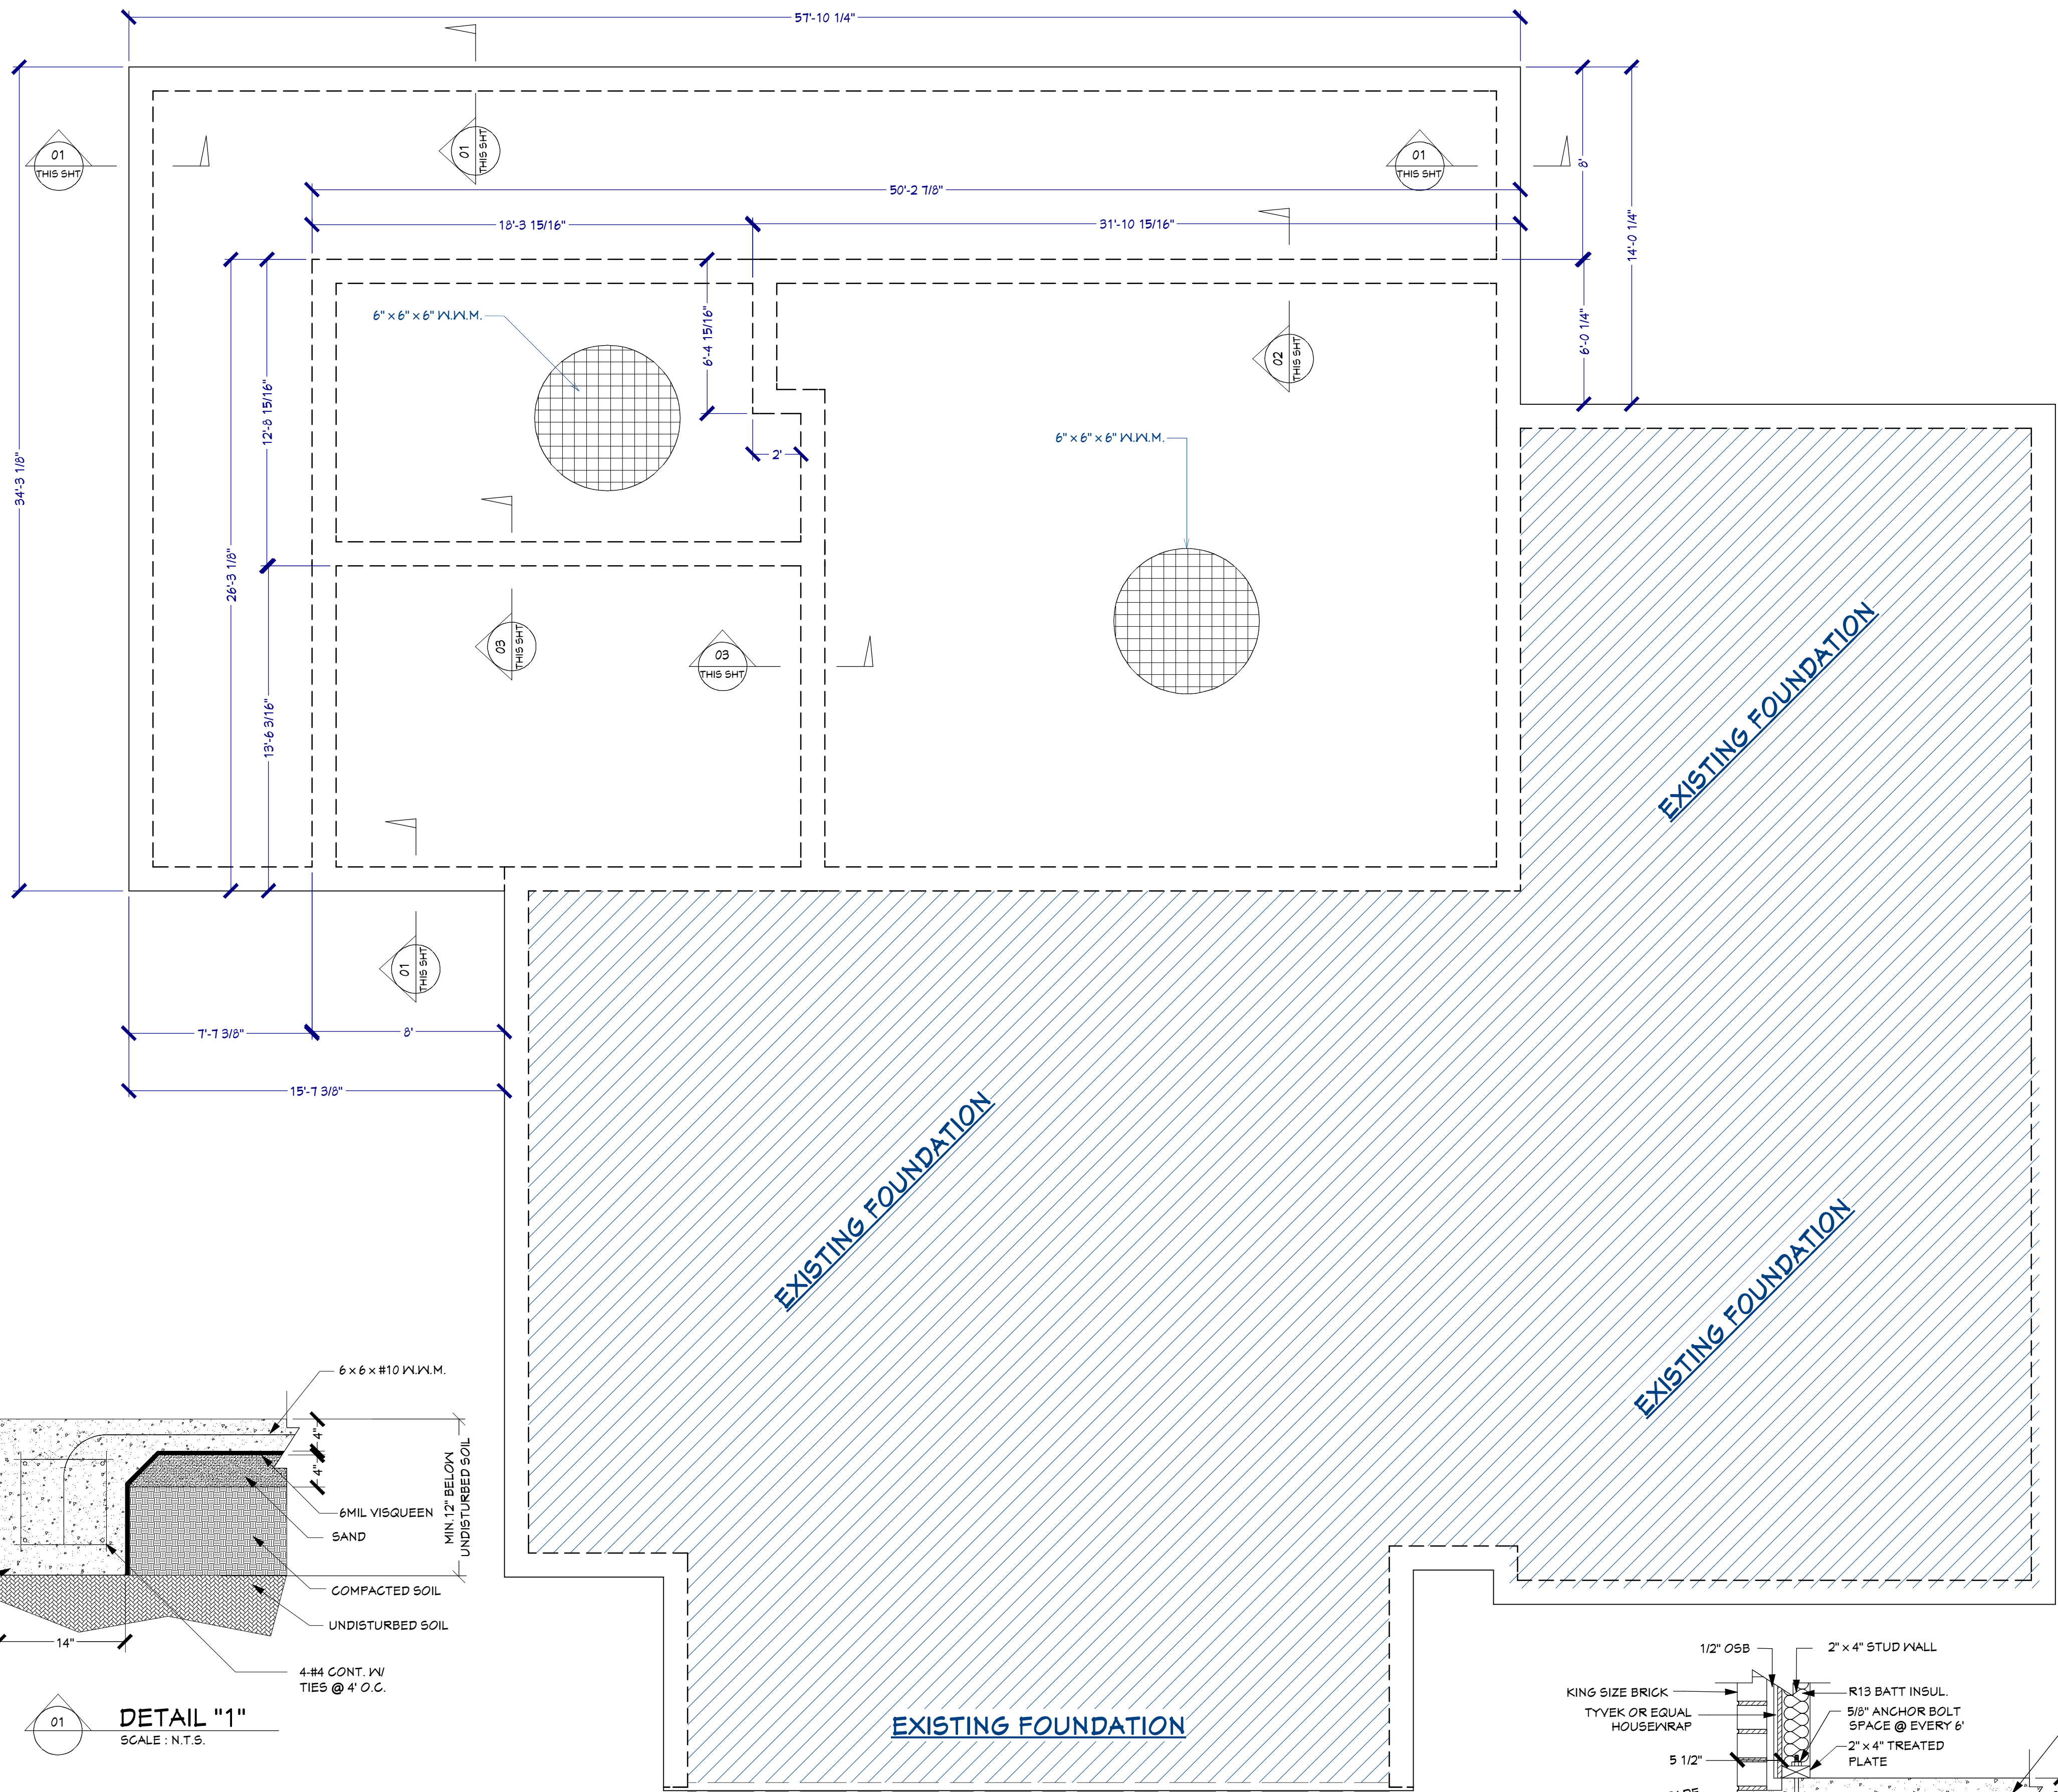 57'-10 1/4"
01
THIS SHT
01
THIS SHT
01
THIS SHT
8'
14'-0 1/4"
50'-2 7/8"
18'-3 15/16"
31'-10 15/16"
6" x 6" x 6" W.W.M.
6'-4 15/16"
6'-0 1/4"
02
THIS SHT
12'-8 15/16"
2'
6" x 6" x 6" W.W.M.
34'-3 1/8"
26'-3 1/8"
03
THIS SHT
03
THIS SHT
13'-6 3/16"
EXISTING FOUNDATION
01
THIS SHT
7'-7 3/8"
8'
15'-7 3/8"
EXISTING FOUNDATION
EXISTING FOUNDATION
6 x 6 x #10 W.W.M.
4"
4"
MIN.12" BELOW
UNDISTURBED SOIL
6MIL VISQUEEN
SAND
COMPACTED SOIL
UNDISTURBED SOIL
14"
4-#4 CONT. W/
TIES @ 4' O.C.
01
DETAIL "1"
SCALE : N.T.S.
EXISTING FOUNDATION
1/2" OSB
2" x 4" STUD WALL
KING SIZE BRICK
R13 BATT INSUL.
TYVEK OR EQUAL
HOUSEWRAP
5/8" ANCHOR BOLT
SPACE @ EVERY 6'
5 1/2"
2" x 4" TREATED
PLATE